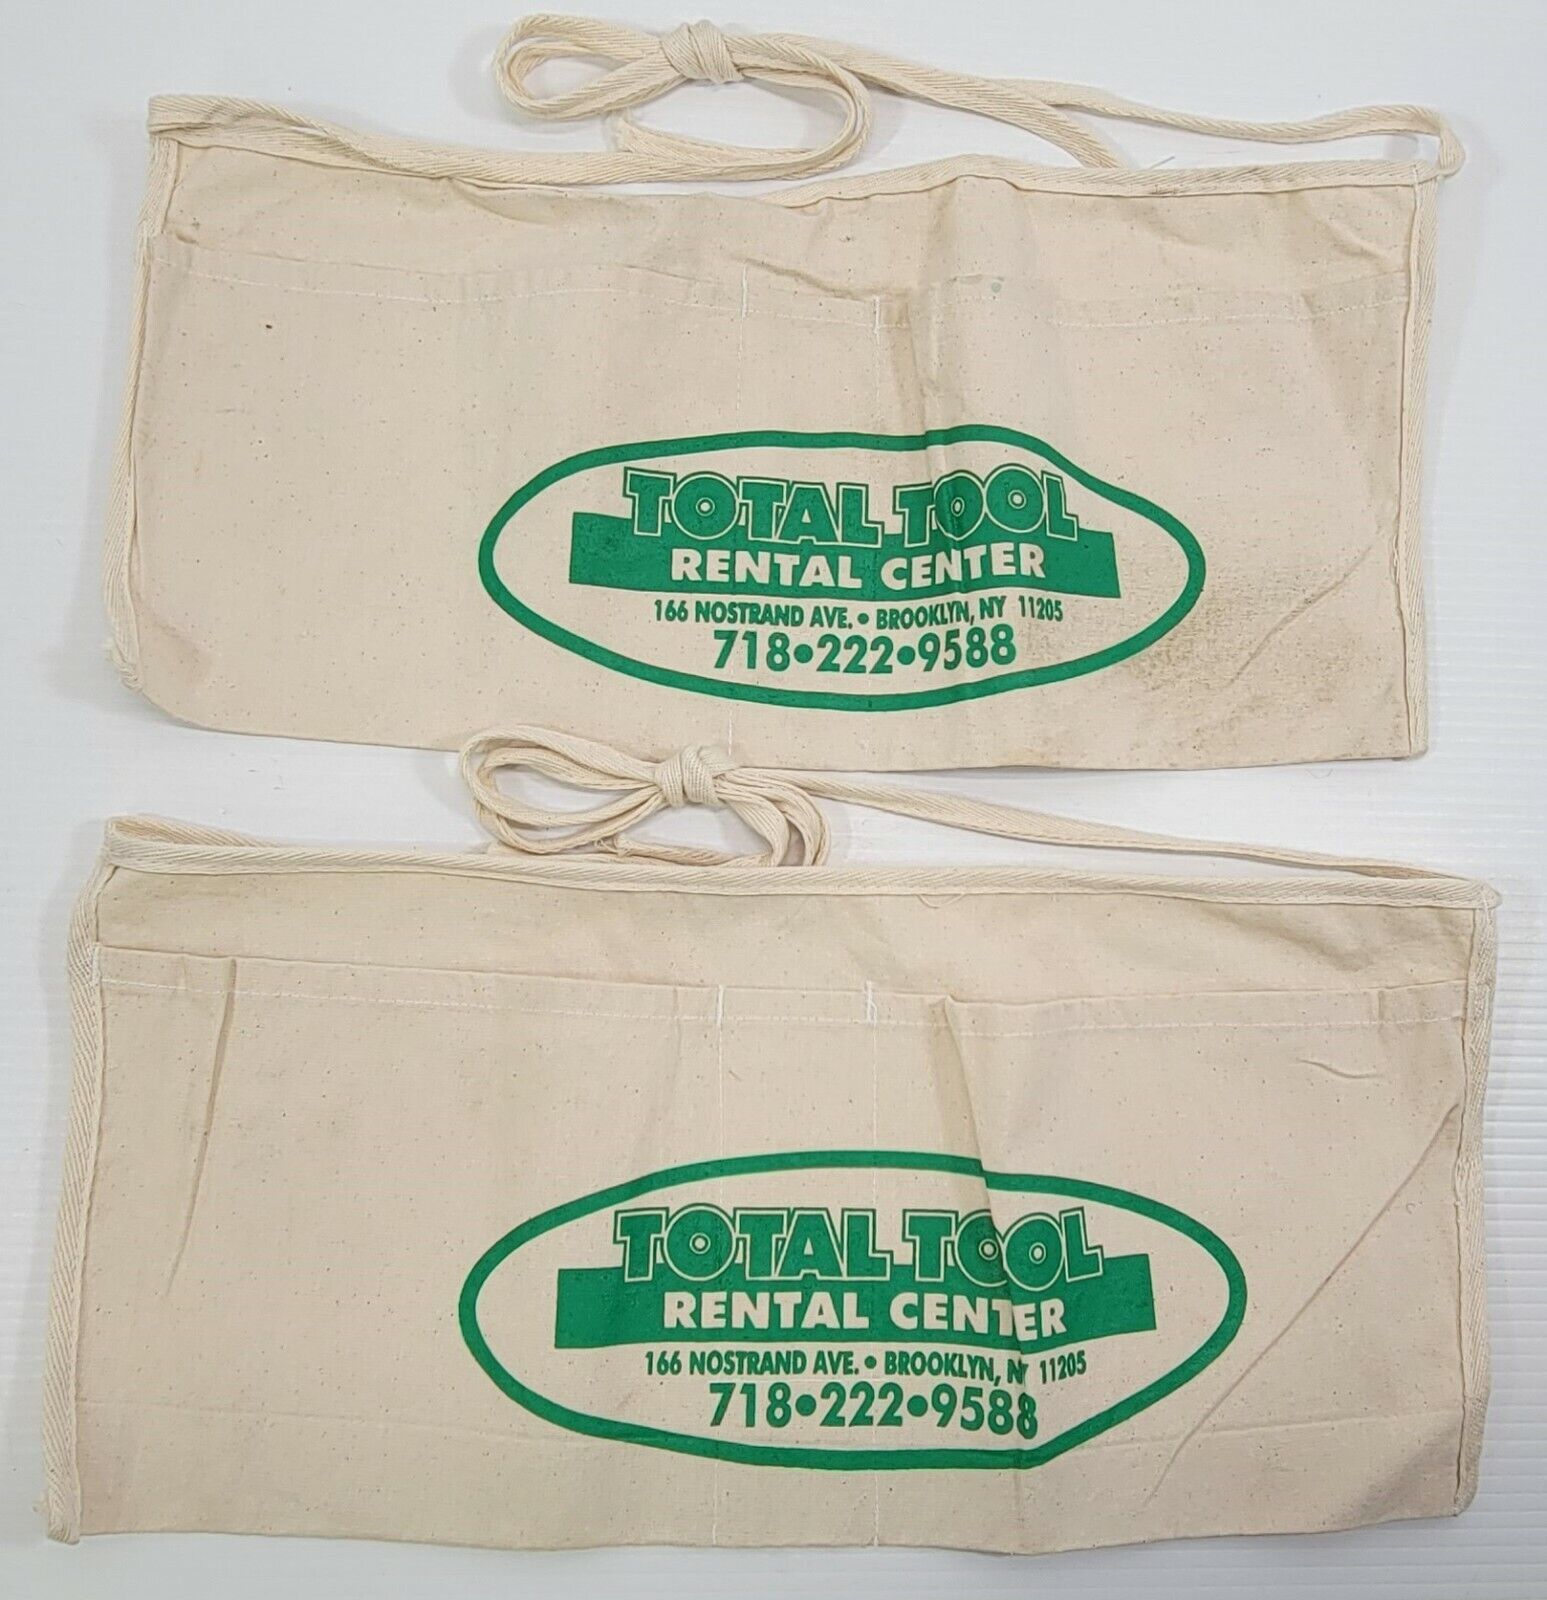 TOTAL TOOL
RENTAL CENTER
166 NOSTRAND AVE. • BROOKLYN, NY 11205
718•222•9588
TOTAL TOOL
RENTAL CENTER
166 NOSTRAND AVE. • BROOKLYN, NY 11205
718•222•9588